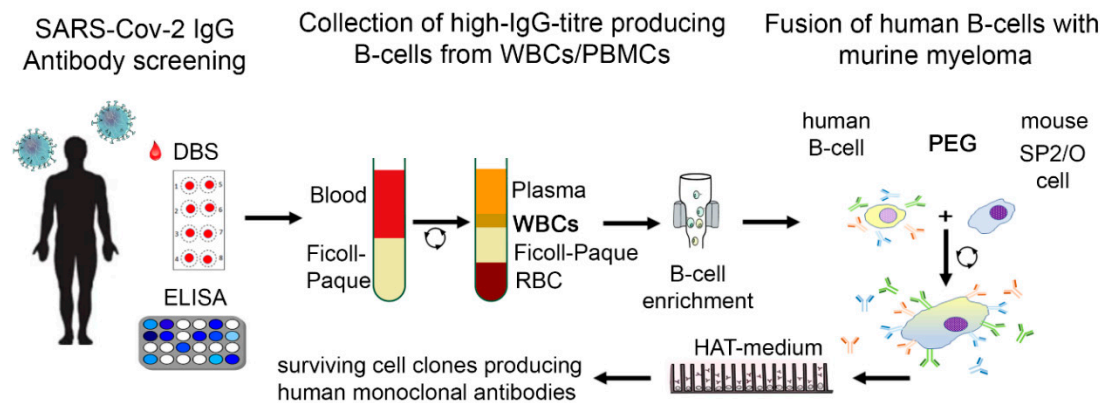 SARS-Cov-2 IgG
Antibody screening
Collection of high-IgG-titre producing
B-cells from WBCs/PBMCs
Fusion of human B-cells with
murine myeloma
DBS
1
2
3
4
5
6
7
8
ELISA
Blood
Ficoll-
Paque
Plasma
WBCs
Ficoll-Paque
RBC
B-cell
enrichment
human
B-cell
PEG
mouse
SP2/O
cell
+
HAT-medium
surviving cell clones producing
human monoclonal antibodies